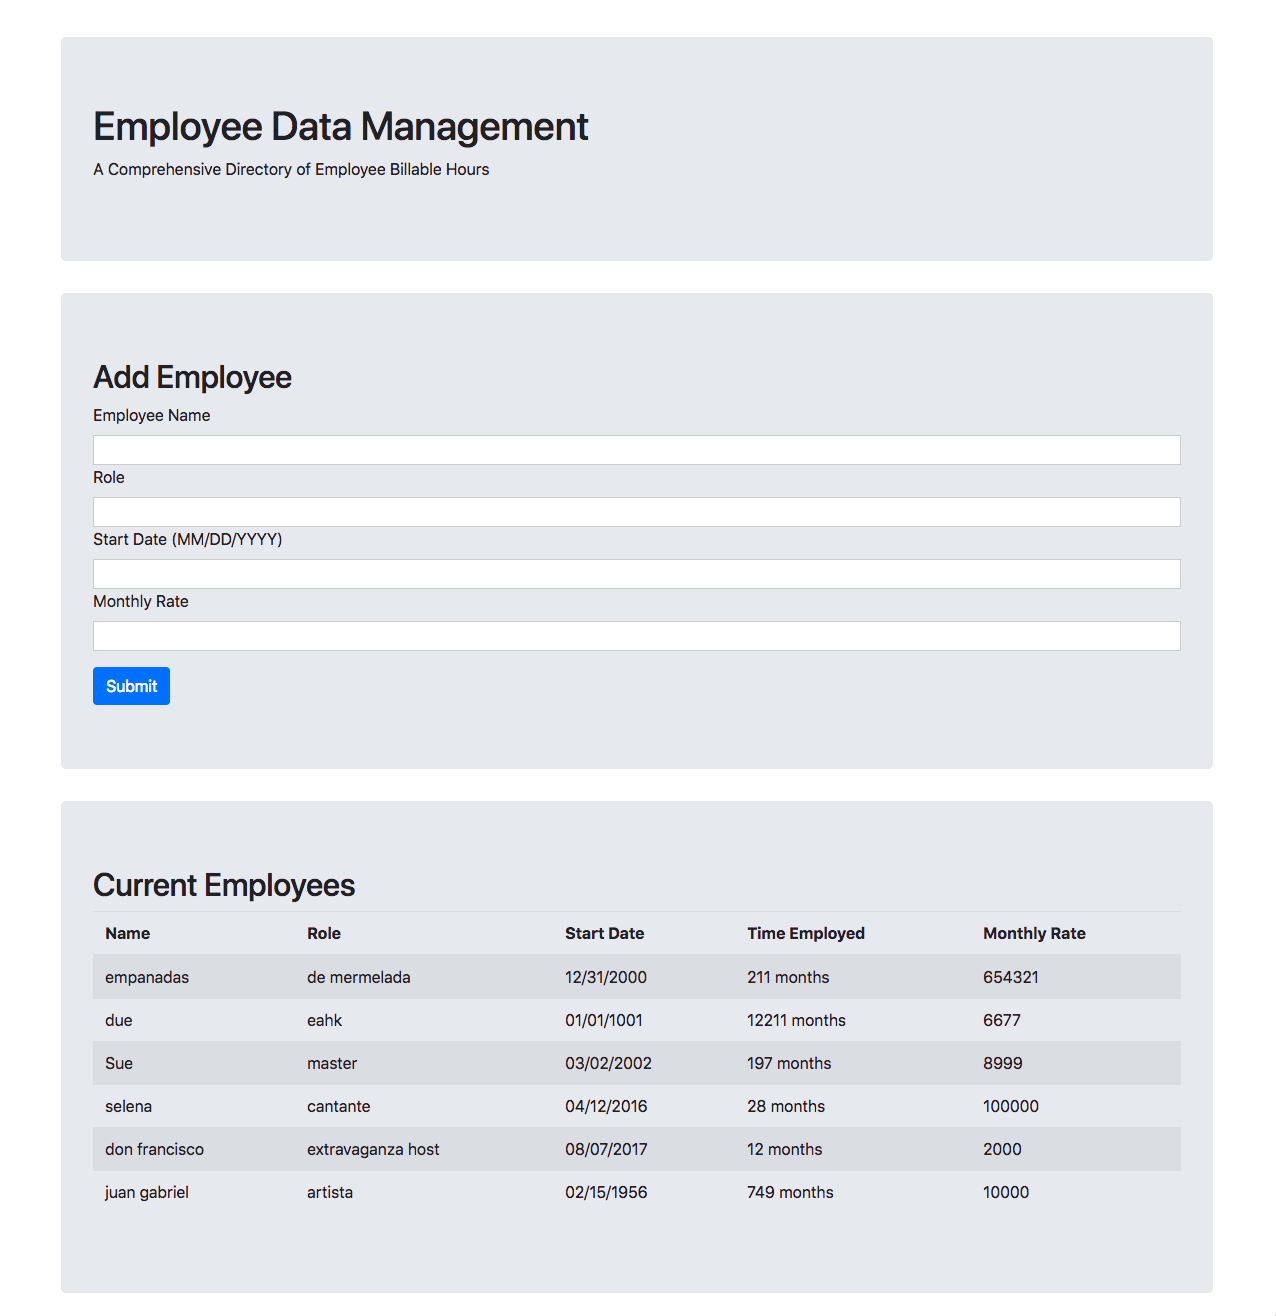 Employee Data Management
A Comprehensive Directory of Employee Billable Hours
Add Employee
Employee Name
Role
Start Date (MM/DD/YYYY)
Monthly Rate
Submit
Current Employees
Name Role Start Date Time Employed Monthly Rate
empanadas de mermelada 12/31/2000 211 months 654321
due eahk 01/01/1001 12211 months 6677
Sue master 03/02/2002 197 months 8999
selena cantante 04/12/2016 28 months 100000
don francisco extravaganza host 08/07/2017 12 months 2000
juan gabriel artista 02/15/1956 749 months 10000